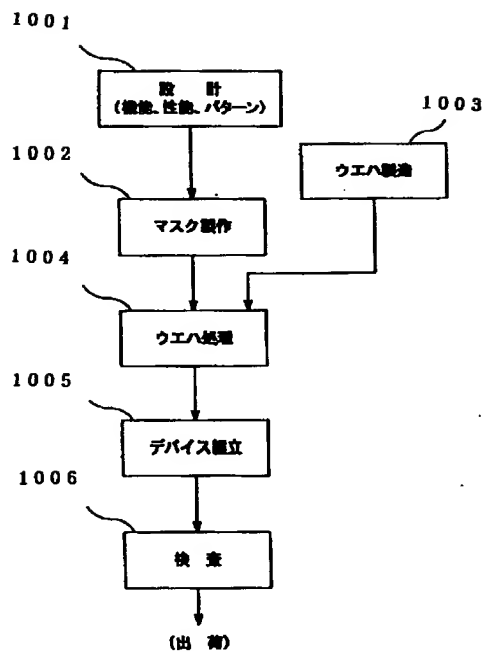 1001
設 計
(機能、性能、パターン)
1003
1002
ウエハ製造
マスク製作
1004
ウエハ処理
1005
デバイス組立
1006
検 査
(出 荷)